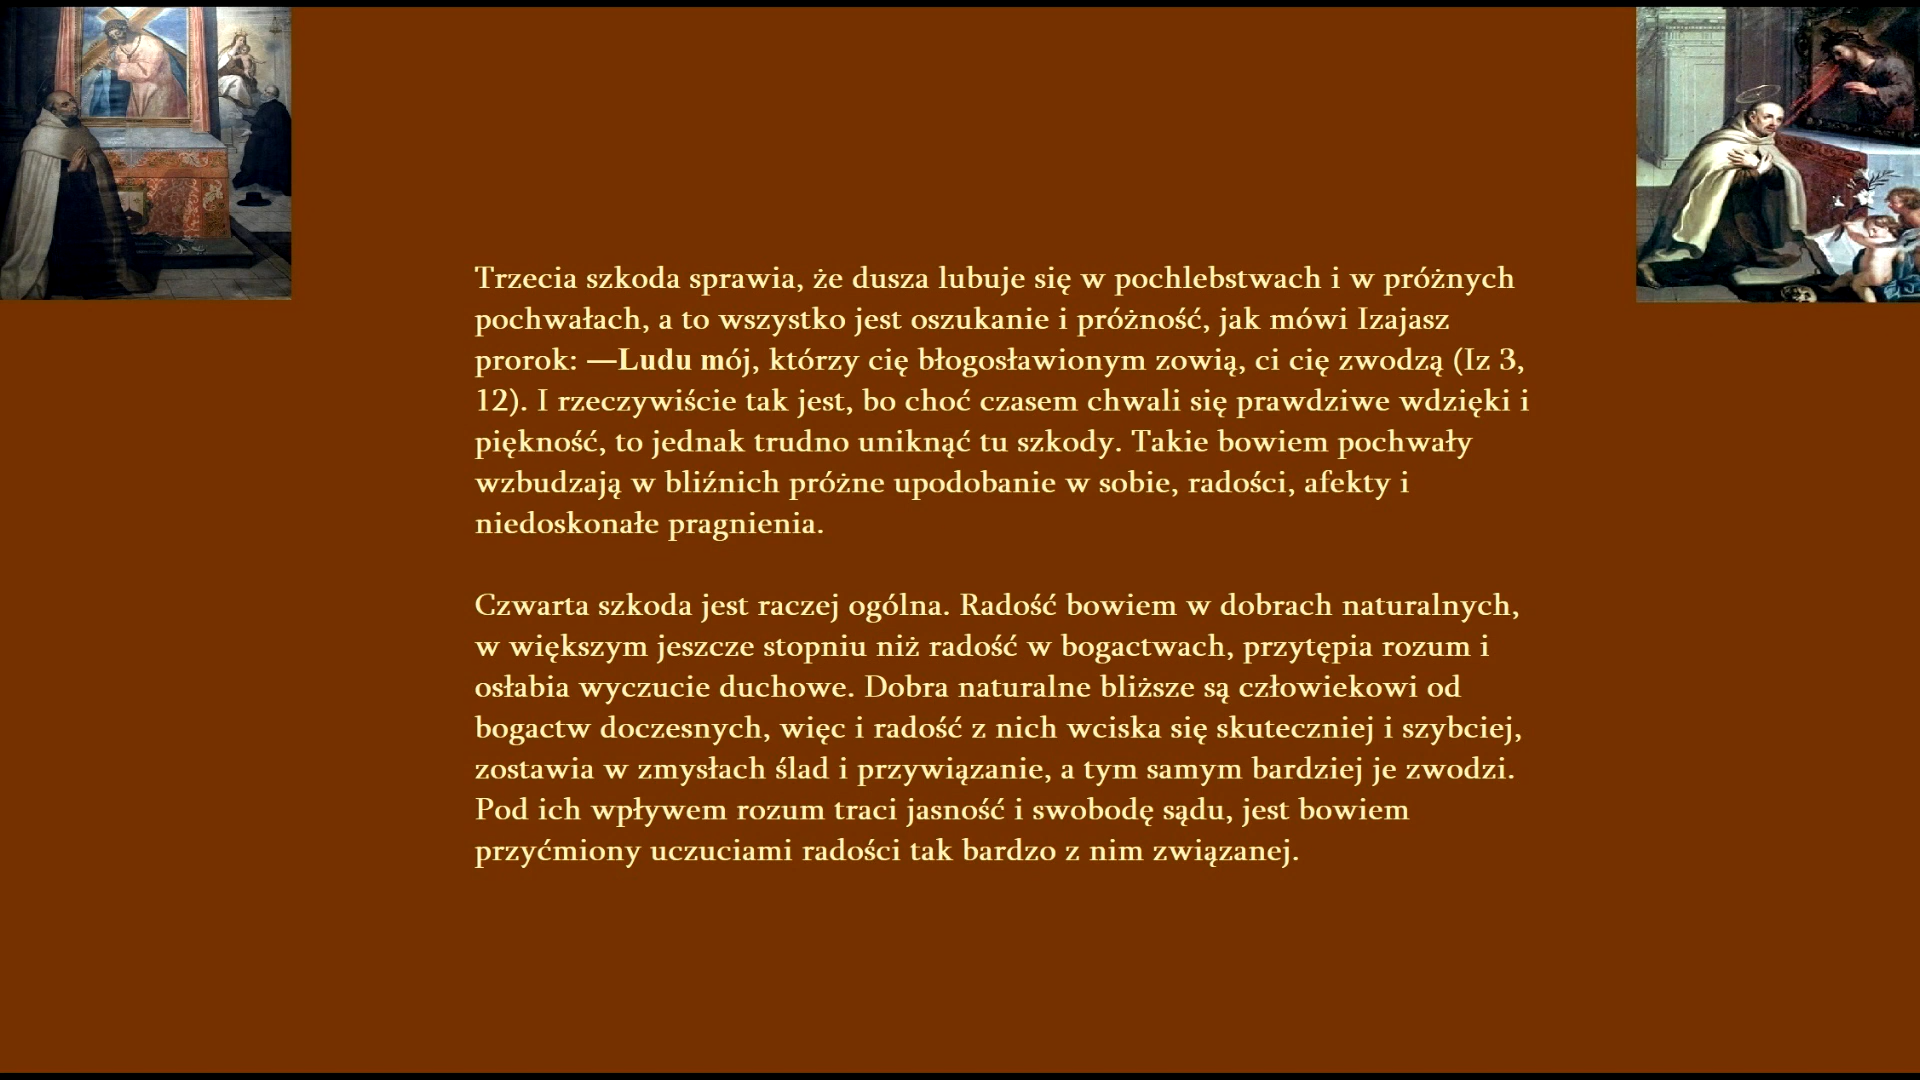 Trzecia szkoda sprawia, że dusza lubuje się w pochlebstwach i w próżnych
pochwałach, a to wszystko jest oszukanie i próżność, jak mówi Izajasz
prorok: —Ludu mój, którzy cię błogosławionym zowią, ci cię zwodzą (Iz 3,
12). I rzeczywiście tak jest, bo choć czasem chwali się prawdziwe wdzięki i
piękność, to jednak trudno uniknąć tu szkody. Takie bowiem pochwały
wzbudzają w bliźnich próżne upodobanie w sobie, radości, afekty i
niedoskonałe pragnienia.
Czwarta szkoda jest raczej ogólna. Radość bowiem w dobrach naturalnych,
w większym jeszcze stopniu niż radość w bogactwach, przytępia rozum i
osłabia wyczucie duchowe. Dobra naturalne bliższe są człowiekowi od
bogactw doczesnych, więc i radość z nich wciska się skuteczniej i szybciej,
zostawia w zmysłach ślad i przywiązanie, a tym samym bardziej je zwodzi.
Pod ich wpływem rozum traci jasność i swobodę sądu, jest bowiem
przyćmiony uczuciami radości tak bardzo z nim związanej.